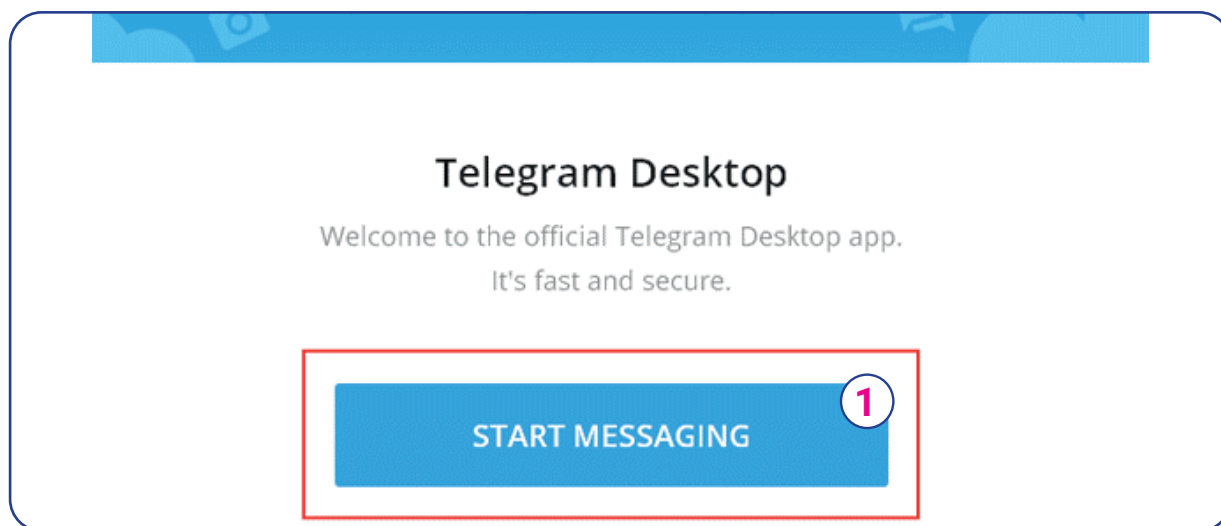 Telegram Desktop
Welcome to the official Telegram Desktop app.
It's fast and secure.
1
START MESSAGING